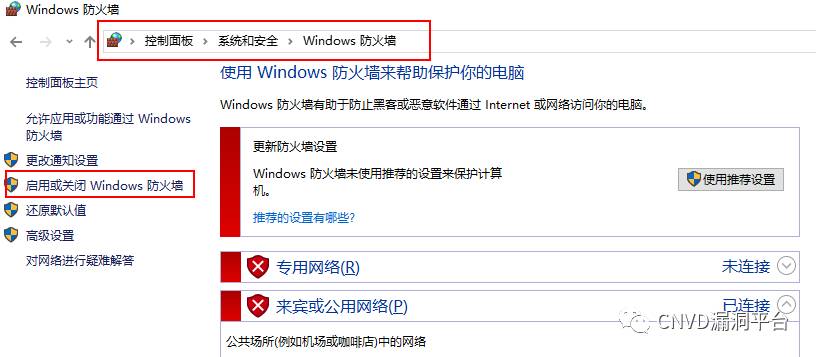 Windows 防火墙
控制面板 > 系统和安全 > Windows 防火墙
控制面板主页
允许应用或功能通过 Windows
防火墙
更改通知设置
启用或关闭 Windows 防火墙
还原默认值
高级设置
对网络进行疑难解答
使用 Windows 防火墙来帮助保护你的电脑
Windows 防火墙有助于防止黑客或恶意软件通过 Internet 或网络访问你的电脑。
更新防火墙设置
Windows 防火墙未使用推荐的设置来保护计算
机。
使用推荐设置
推荐的设置有哪些?
专用网络(R) 未连接
来宾或公用网络(P) 已连接
CNVD漏洞平台
公共场所(例如机场或咖啡店)中的网络